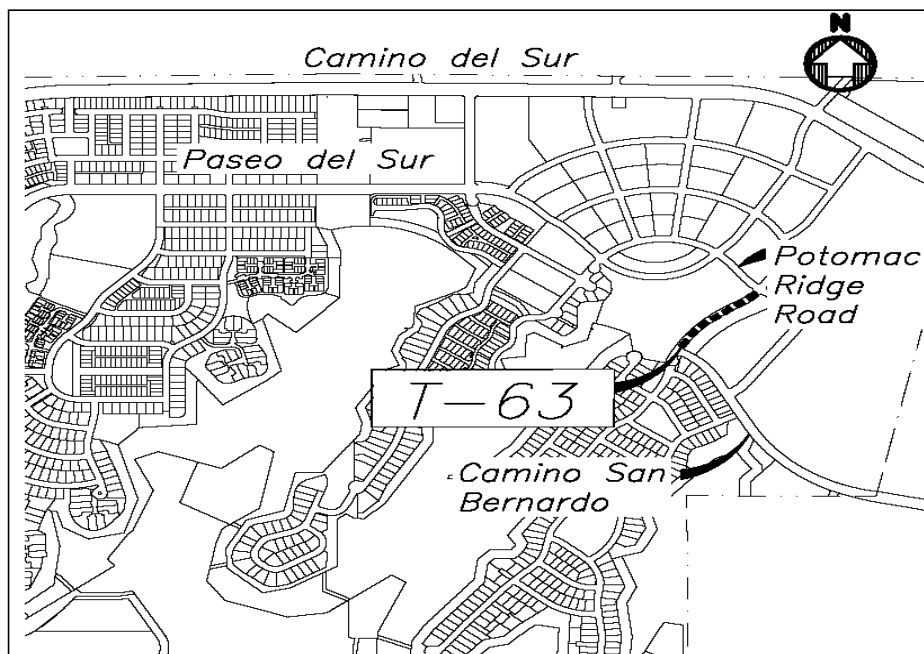 N
Camino del Sur
Paseo del Sur
Potomac
Ridge
Road
T-63
Camino San
Bernardo